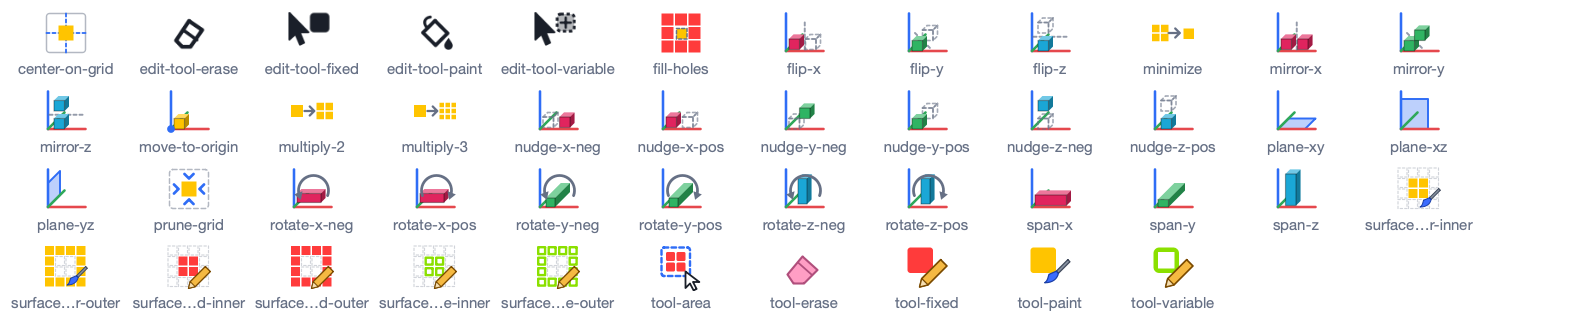 center-on-grid edit-tool-erase edit-tool-fixed edit-tool-paint edit-tool-variable fill-holes flip-x flip-y flip-z minimize mirror-x mirror-y
mirror-z move-to-origin multiply-2 multiply-3 nudge-x-neg nudge-x-pos nudge-y-neg nudge-y-pos nudge-z-neg nudge-z-pos plane-xy plane-xz
plane-yz prune-grid rotate-x-neg rotate-x-pos rotate-y-neg rotate-y-pos rotate-z-neg rotate-z-pos span-x span-y span-z surface...r-inner
surface...r-outer surface...d-inner surface...d-outer surface...e-inner surface...e-outer tool-area tool-erase tool-fixed tool-paint tool-variable